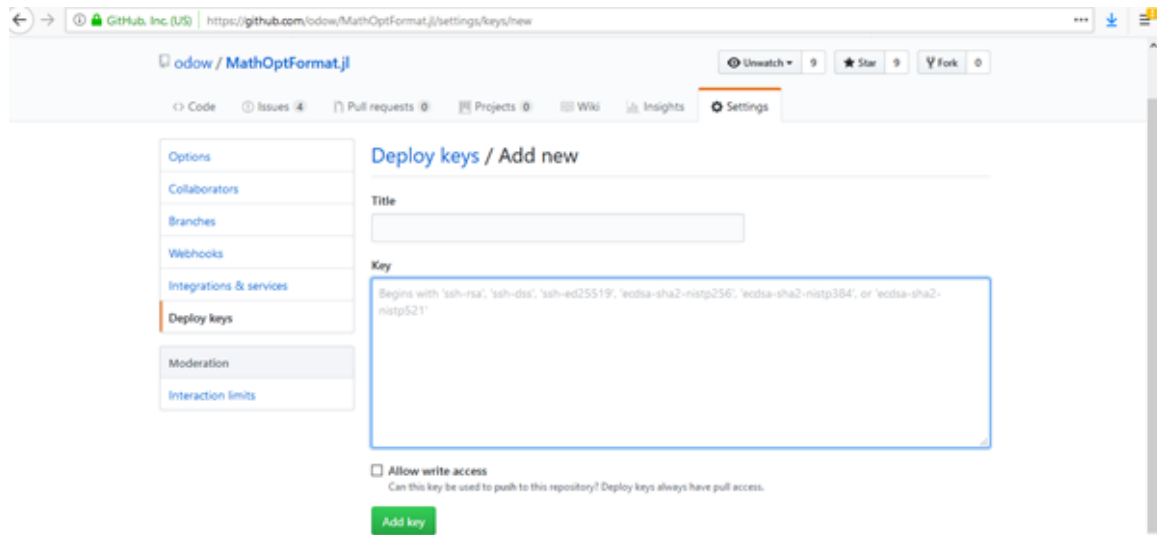 GitHub, Inc. (US) https://github.com/odow/MathOptFormat.jl/settings/keys/new
odow / MathOptFormat.jl
Unwatch 9 Star 9 Fork 0
Code Issues 4 Pull requests 0 Projects 0 Wiki Insights Settings
Options
Collaborators
Branches
Webhooks
Integrations & services
Deploy keys
Moderation
Interaction limits
Deploy keys / Add new
Title
Key
Begins with 'ssh-rsa', 'ssh-dss', 'ssh-ed25519', 'ecdsa-sha2-nistp256', 'ecdsa-sha2-nistp384', or 'ecdsa-sha2-
nistp521'
Allow write access
Can this key be used to push to this repository? Deploy keys always have pull access.
Add key